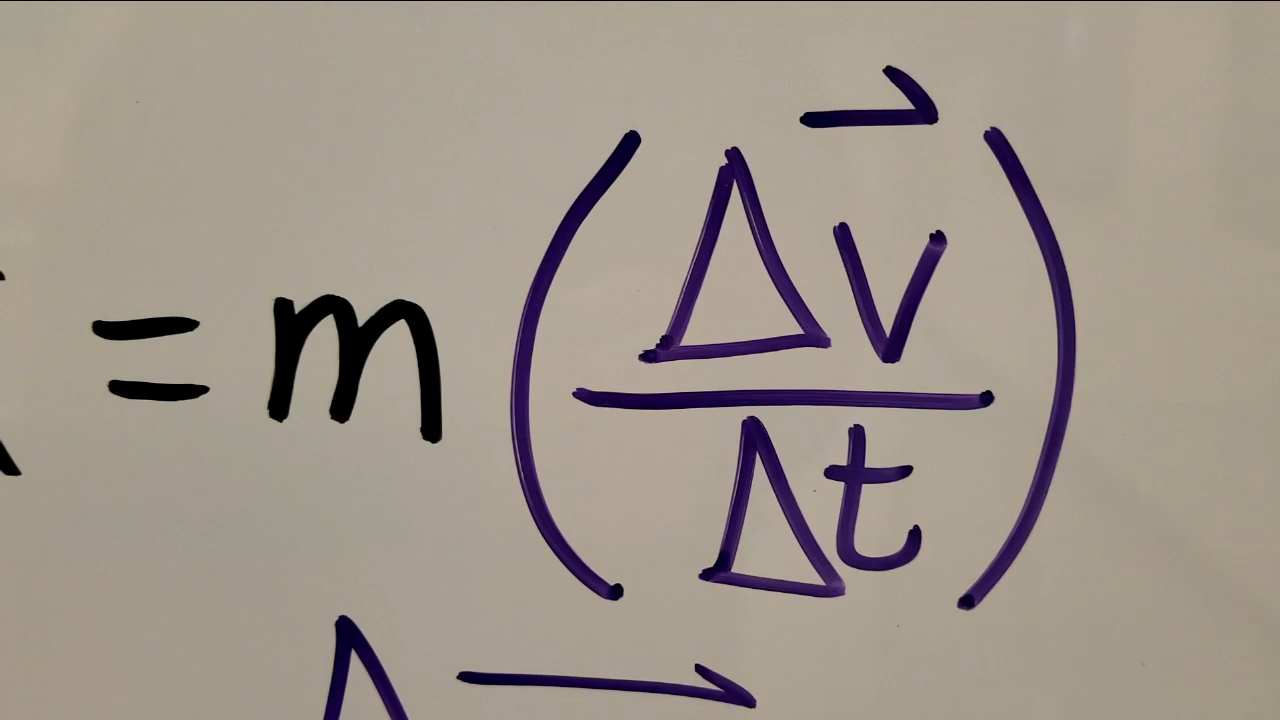 = m (Δv⃗ / Δt)
Δ →